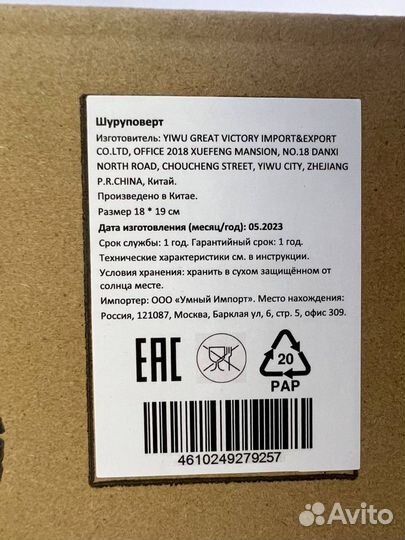 Шуруповерт
Изготовитель: YIWU GREAT VICTORY IMPORT&EXPORT
CO.LTD, OFFICE 2018 XUEFENG MANSION, NO.18 DANXI
NORTH ROAD, CHOUCHENG STREET, YIWU CITY, ZHEJIANG
P.R.CHINA, Китай.
Произведено в Китае.
Размер 18 * 19 см
Дата изготовления (месяц/год): 05.2023
Срок службы: 1 год. Гарантийный срок: 1 год.
Технические характеристики см. в инструкции.
Условия хранения: хранить в сухом защищённом от
солнца месте.
Импортер: ООО «Умный Импорт». Место нахождения:
Россия, 121087, Москва, Барклая ул, 6, стр. 5, офис 309.
EAC
20
PAP
4610249279257
Avito